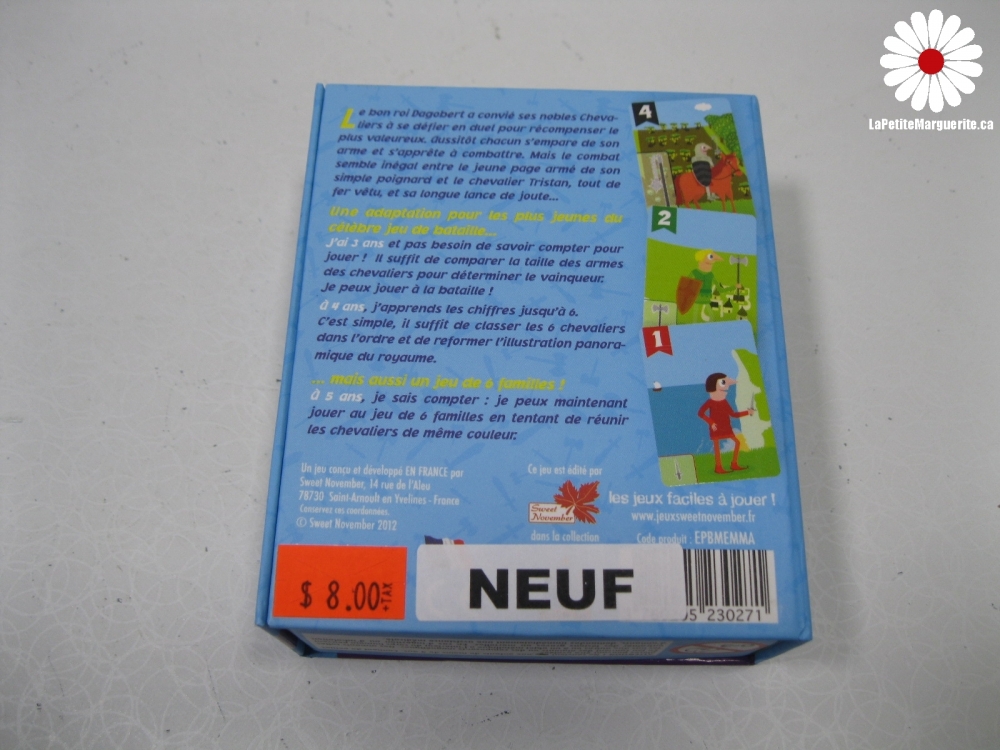 LaPetiteMarguerite.ca
Le bon roi Dagobert a convié ses nobles Cheva-
liers à se défier en duel pour récompenser le
plus valeureux. Aussitôt chacun s'empare de son
arme et s'apprête à combattre. Mais le combat
semble inégal entre le jeune page armé de son
simple poignard et le chevalier Tristan, tout de
fer vêtu, et sa longue lance de joute...
Une adaptation pour les plus jeunes du
célèbre jeu de bataille...
J'ai 3 ans et pas besoin de savoir compter pour
jouer ! Il suffit de comparer la taille des armes
des chevaliers pour déterminer le vainqueur.
Je peux jouer à la bataille !
à 4 ans, j'apprends les chiffres jusqu'à 6.
C'est simple, il suffit de classer les 6 chevaliers
dans l'ordre et de reformer l'illustration panora-
mique du royaume.
... mais aussi un jeu de 6 familles !
à 5 ans, je sais compter : je peux maintenant
jouer au jeu de 6 familles en tentant de réunir
les chevaliers de même couleur.
4
2
1
Un jeu conçu et développé EN FRANCE par
Sweet November, 14 rue de l'Aleu
78730 Saint-Arnoult en Yvelines - France
Conservez ces coordonnées.
© Sweet November 2012
Ce jeu est édité par
Sweet November
dans la collection
les jeux faciles à jouer !
www.jeuxsweetnovember.fr
Code produit : EPBMEMMA
$ 8.00 +TAX
NEUF
5 230271